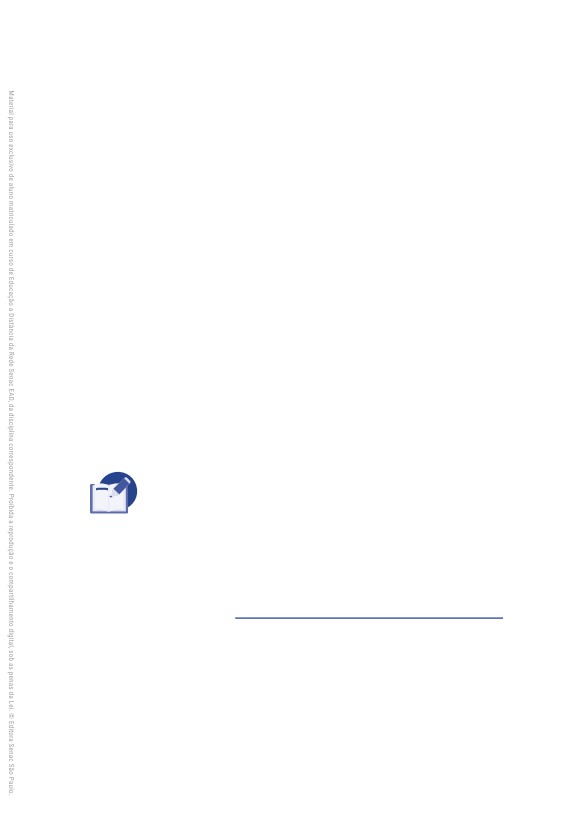 Material para uso exclusivo de aluno matriculado em curso de Educação a Distância da Rede Senac EAD, da disciplina correspondente. Proibida a reprodução e o compartilhamento digital, sob as penas da Lei. © Editora Senac São Paulo.